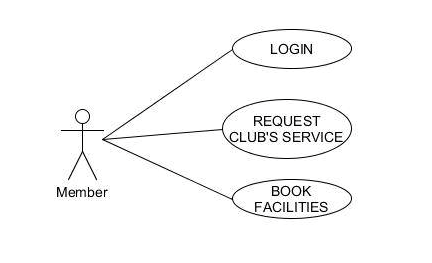 LOGIN
REQUEST
CLUB'S SERVICE
Member
BOOK
FACILITIES